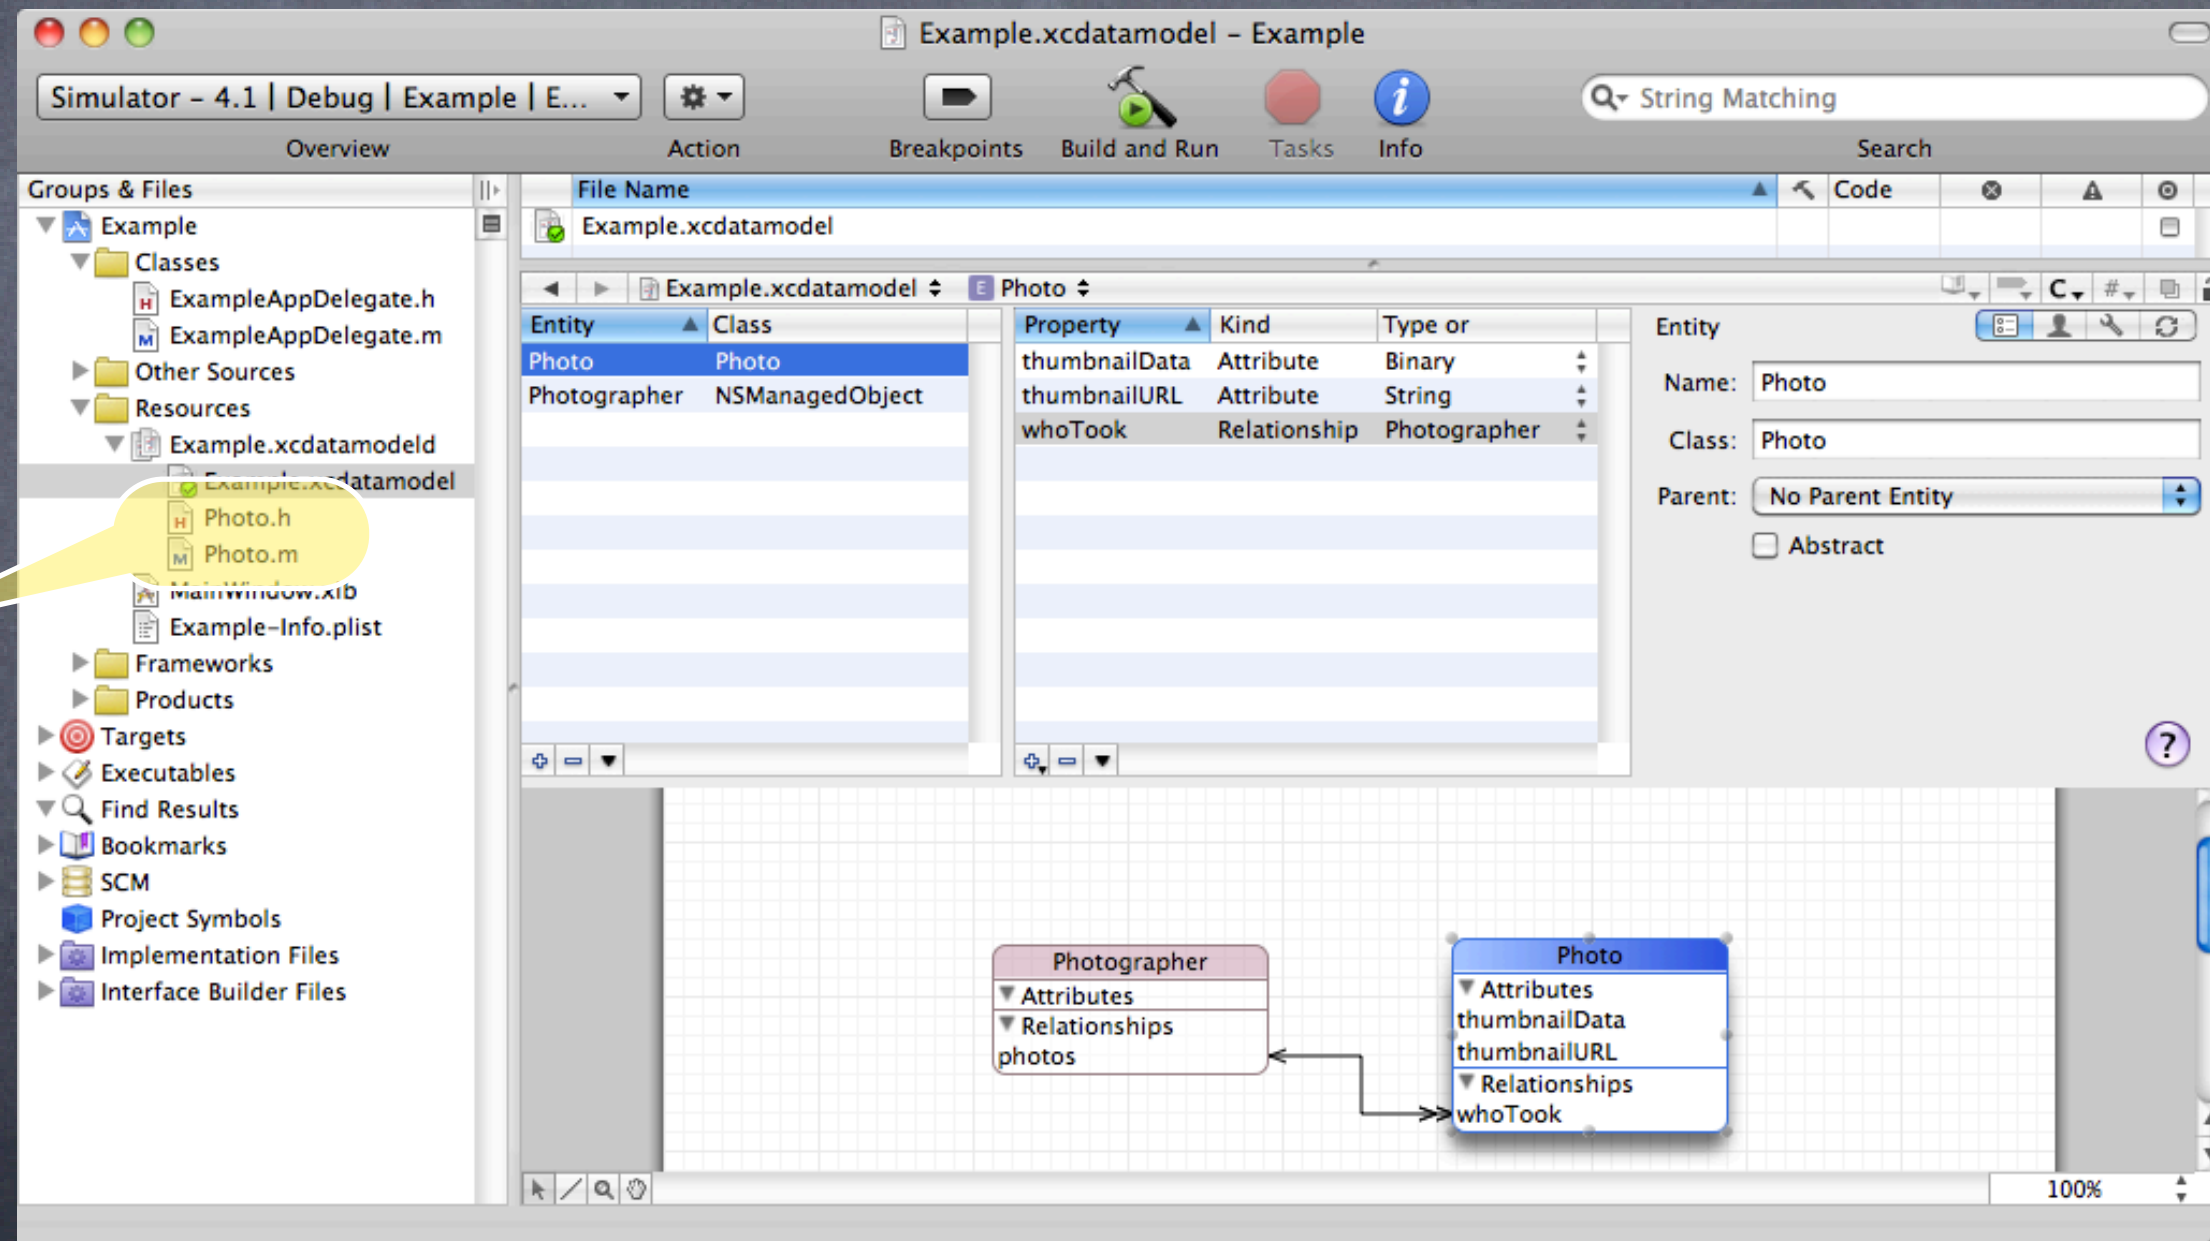 Example.xcdatamodel – Example
Simulator – 4.1 | Debug | Example | E...
String Matching
Overview
Action
Breakpoints
Build and Run
Tasks
Info
Search
Groups & Files
Example
Classes
ExampleAppDelegate.h
ExampleAppDelegate.m
Other Sources
Resources
Example.xcdatamodeld
Example.xcdatamodel
Photo.h
Photo.m
MainWindow.xib
Example-Info.plist
Frameworks
Products
Targets
Executables
Find Results
Bookmarks
SCM
Project Symbols
Implementation Files
Interface Builder Files
File Name
Code
Example.xcdatamodel
Example.xcdatamodel
E Photo
C
#
Entity Class
Photo Photo
Photographer NSManagedObject
Property Kind Type or
thumbnailData Attribute Binary
thumbnailURL Attribute String
whoTook Relationship Photographer
Entity
Name: Photo
Class: Photo
Parent: No Parent Entity
Abstract
?
Photographer
Attributes
Relationships
photos
Photo
Attributes
thumbnailData
thumbnailURL
Relationships
whoTook
100%